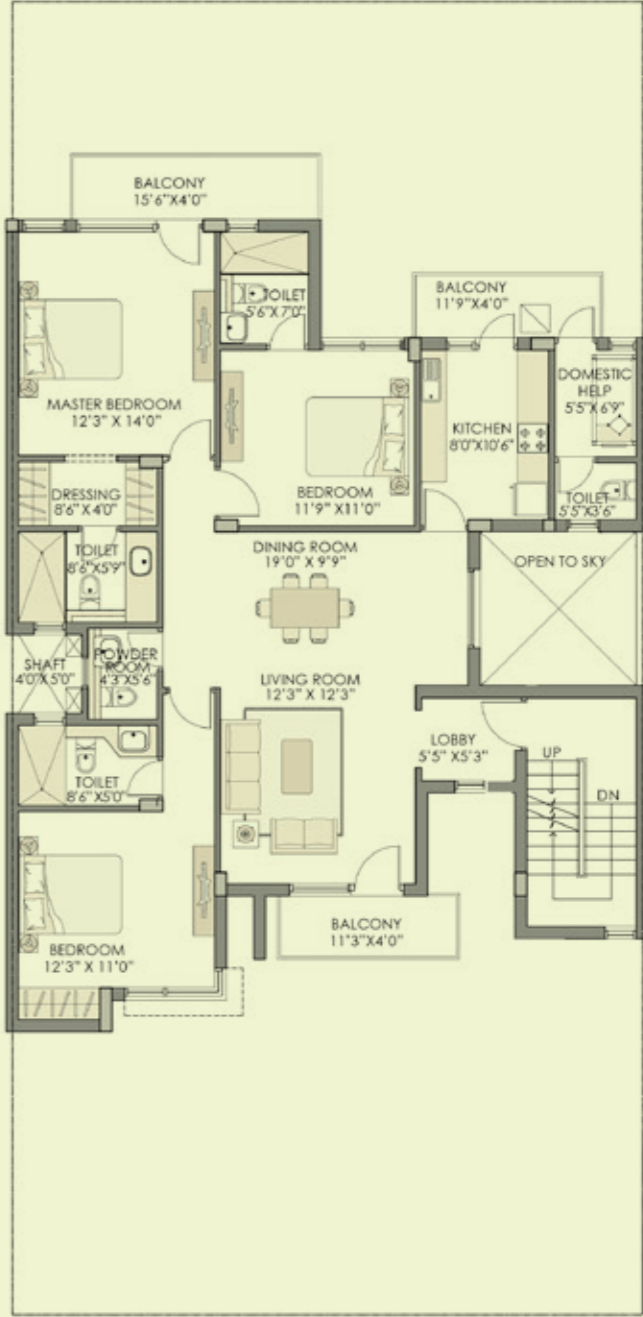 BALCONY
15'6"X4'0"
TOILET
5'6"X7'0"
BALCONY
11'9"X4'0"
MASTER BEDROOM
12'3" X 14'0"
DOMESTIC
HELP
5'5"X 6'9"
KITCHEN
8'0"X10'6"
BEDROOM
11'9" X11'0"
DRESSING
8'6"X4'0"
TOILET
5'5"X3'6"
TOILET
8'6"X5'9"
DINING ROOM
19'0" X 9'9"
OPEN TO SKY
POWDER
ROOM
4'3"X5'6"
SHAFT
4'0"X5'0"
LIVING ROOM
12'3" X 12'3"
LOBBY
5'5" X5'3"
UP
DN
TOILET
8'6"X5'0"
BALCONY
11'3"X4'0"
BEDROOM
12'3" X 11'0"